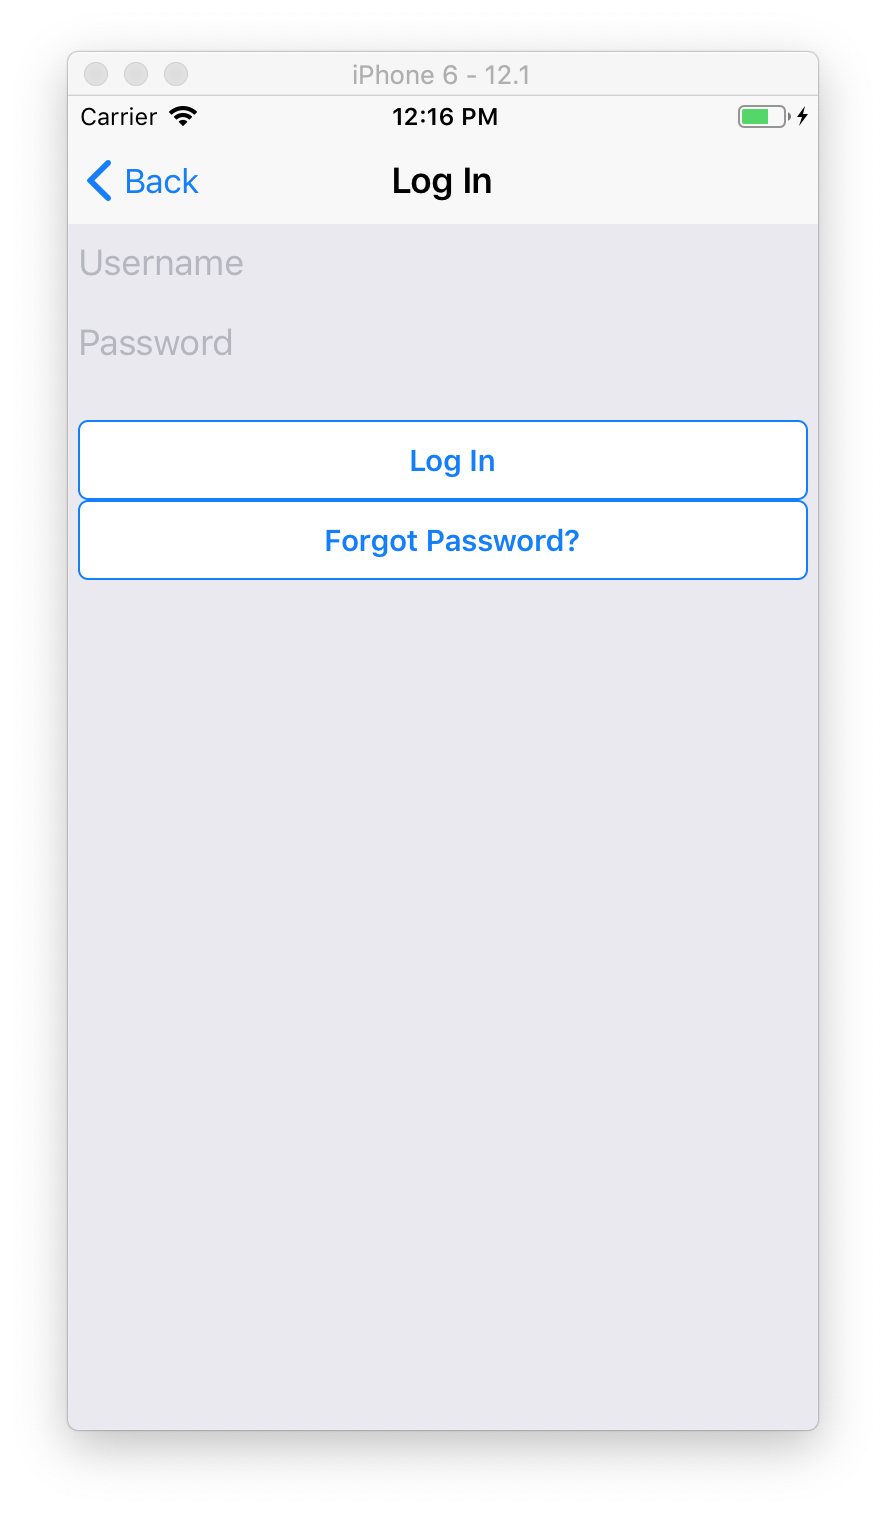 iPhone 6 - 12.1
Carrier 12:16 PM
Back Log In
Username
Password
Log In
Forgot Password?